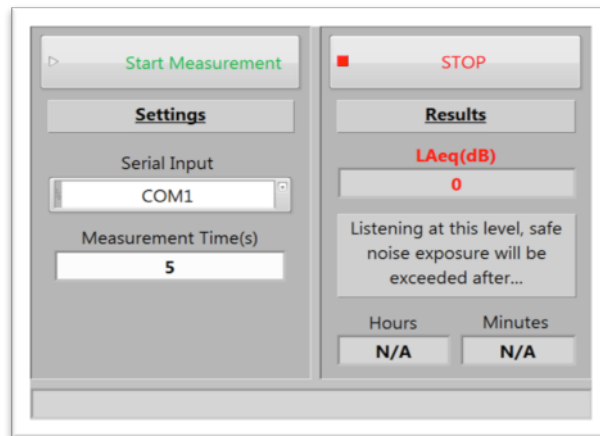 Start Measurement
Settings
Serial Input
COM1
Measurement Time(s)
5
STOP
Results
LAeq(dB)
0
Listening at this level, safe
noise exposure will be
exceeded after...
Hours
Minutes
N/A
N/A